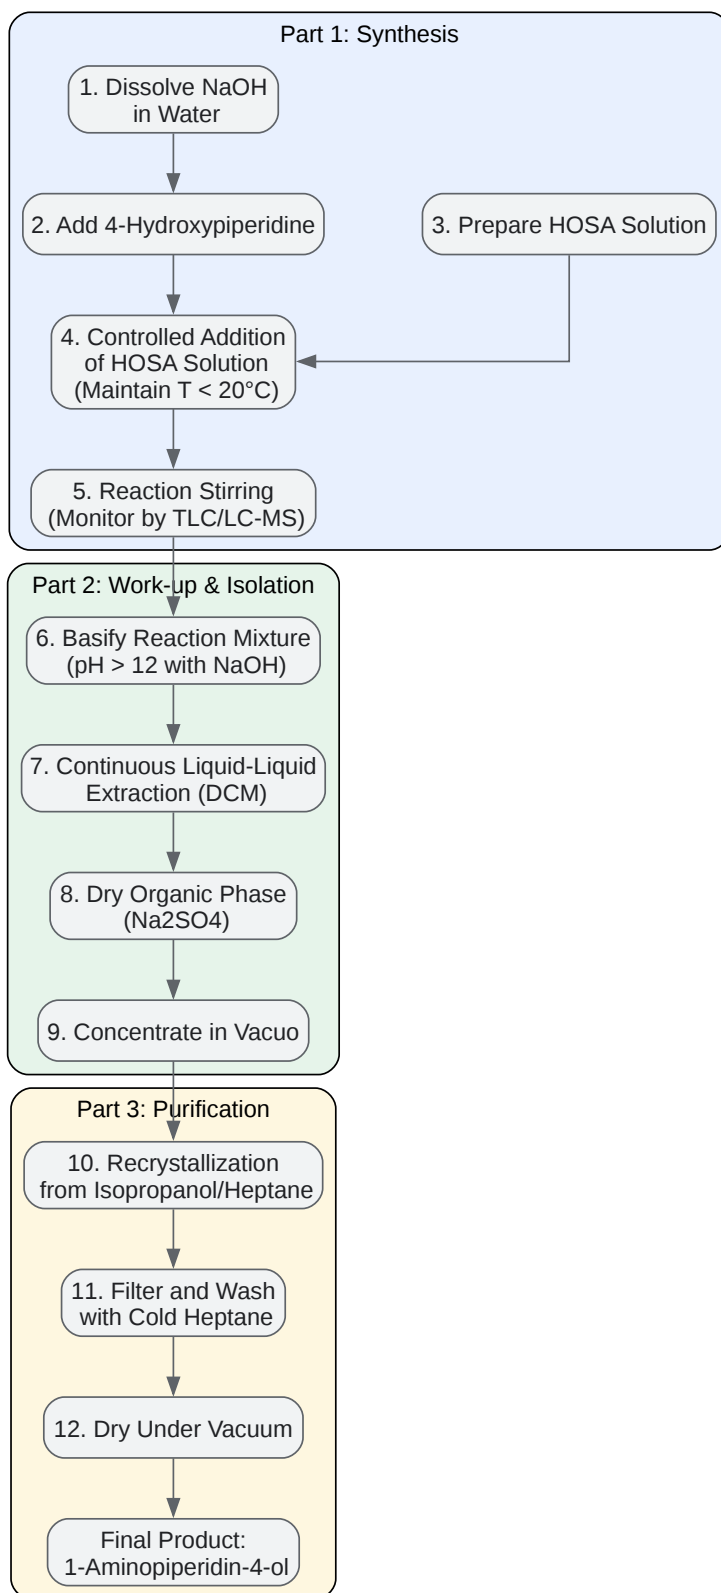 Part 1: Synthesis
1. Dissolve NaOH
in Water
2. Add 4-Hydroxypiperidine
3. Prepare HOSA Solution
4. Controlled Addition
of HOSA Solution
(Maintain T < 20°C)
5. Reaction Stirring
(Monitor by TLC/LC-MS)
Part 2: Work-up & Isolation
6. Basify Reaction Mixture
(pH > 12 with NaOH)
7. Continuous Liquid-Liquid
Extraction (DCM)
8. Dry Organic Phase
(Na2SO4)
9. Concentrate in Vacuo
Part 3: Purification
10. Recrystallization
from Isopropanol/Heptane
11. Filter and Wash
with Cold Heptane
12. Dry Under Vacuum
Final Product:
1-Aminopiperidin-4-ol